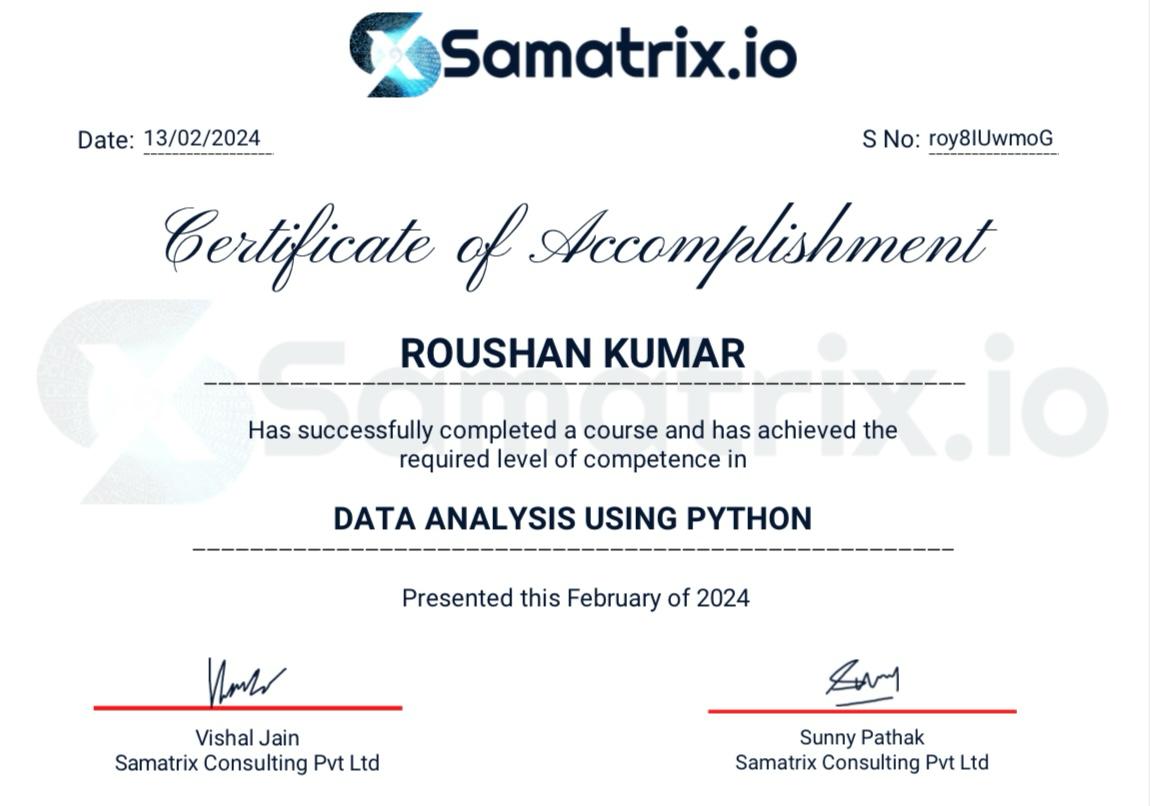 Samatrix.io
Date: 13/02/2024
S No: roy8IUwmoG
Certificate of Accomplishment
Samatrix.io
ROUSHAN KUMAR
Has successfully completed a course and has achieved the
required level of competence in
DATA ANALYSIS USING PYTHON
Presented this February of 2024
Vishal Jain
Samatrix Consulting Pvt Ltd
Sunny Pathak
Samatrix Consulting Pvt Ltd